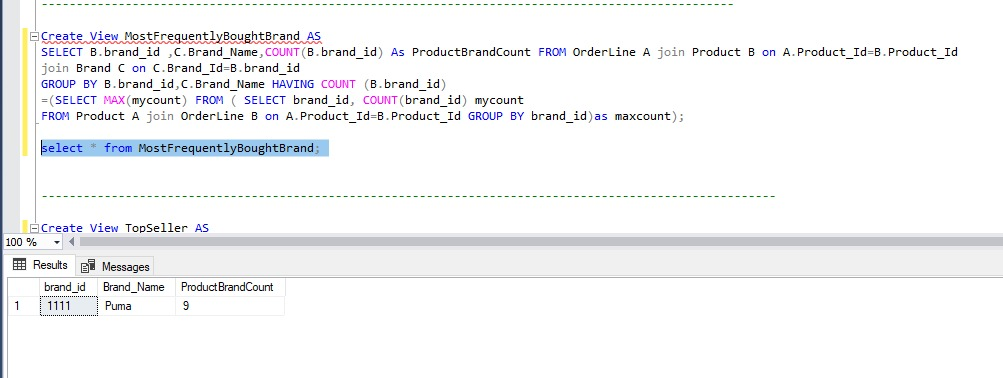 --------------------------------------------------------------------------------------------------
Create View MostFrequentlyBoughtBrand AS
SELECT B.brand_id ,C.Brand_Name,COUNT(B.brand_id) As ProductBrandCount FROM OrderLine A join Product B on A.Product_Id=B.Product_Id
join Brand C on C.Brand_Id=B.brand_id
GROUP BY B.brand_id,C.Brand_Name HAVING COUNT (B.brand_id)
=(SELECT MAX(mycount) FROM ( SELECT brand_id, COUNT(brand_id) mycount
FROM Product A join OrderLine B on A.Product_Id=B.Product_Id GROUP BY brand_id)as maxcount);
select * from MostFrequentlyBoughtBrand;
--------------------------------------------------------------------------------------------------------
Create View TopSeller AS
100 %
Results Messages
brand_id Brand_Name ProductBrandCount
1 1111 Puma 9